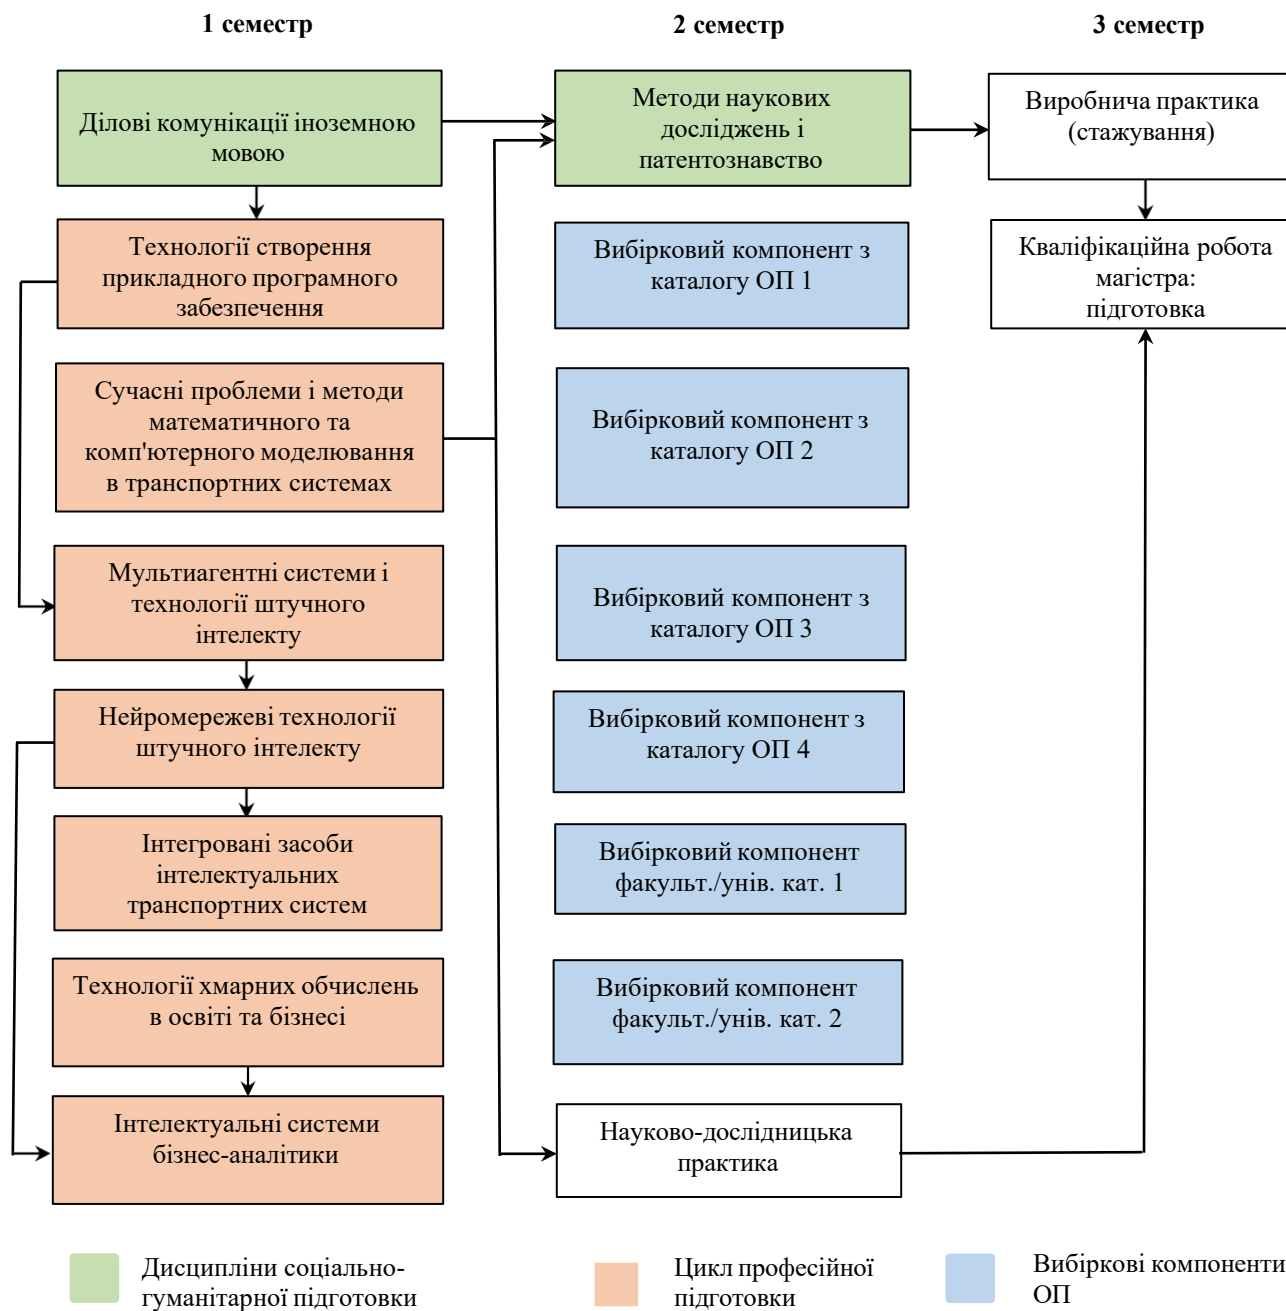 1 семестр
2 семестр
3 семестр
Ділові комунікації іноземною
мовою
Технології створення
прикладного програмного
забезпечення
Сучасні проблеми і методи
математичного та
комп'ютерного моделювання
в транспортних системах
Мультиагентні системи і
технології штучного
інтелекту
Нейромережеві технології
штучного інтелекту
Інтегровані засоби
інтелектуальних
транспортних систем
Технології хмарних обчислень
в освіті та бізнесі
Інтелектуальні системи
бізнес-аналітики
Методи наукових
досліджень і
патентознавство
Вибірковий компонент з
каталогу ОП 1
Вибірковий компонент з
каталогу ОП 2
Вибірковий компонент з
каталогу ОП 3
Вибірковий компонент з
каталогу ОП 4
Вибірковий компонент
факульт./унів. кат. 1
Вибірковий компонент
факульт./унів. кат. 2
Науково-дослідницька
практика
Виробнича практика
(стажування)
Кваліфікаційна робота
магістра:
підготовка
Дисципліни соціально-
гуманітарної підготовки
Цикл професійної
підготовки
Вибіркові компоненти
ОП